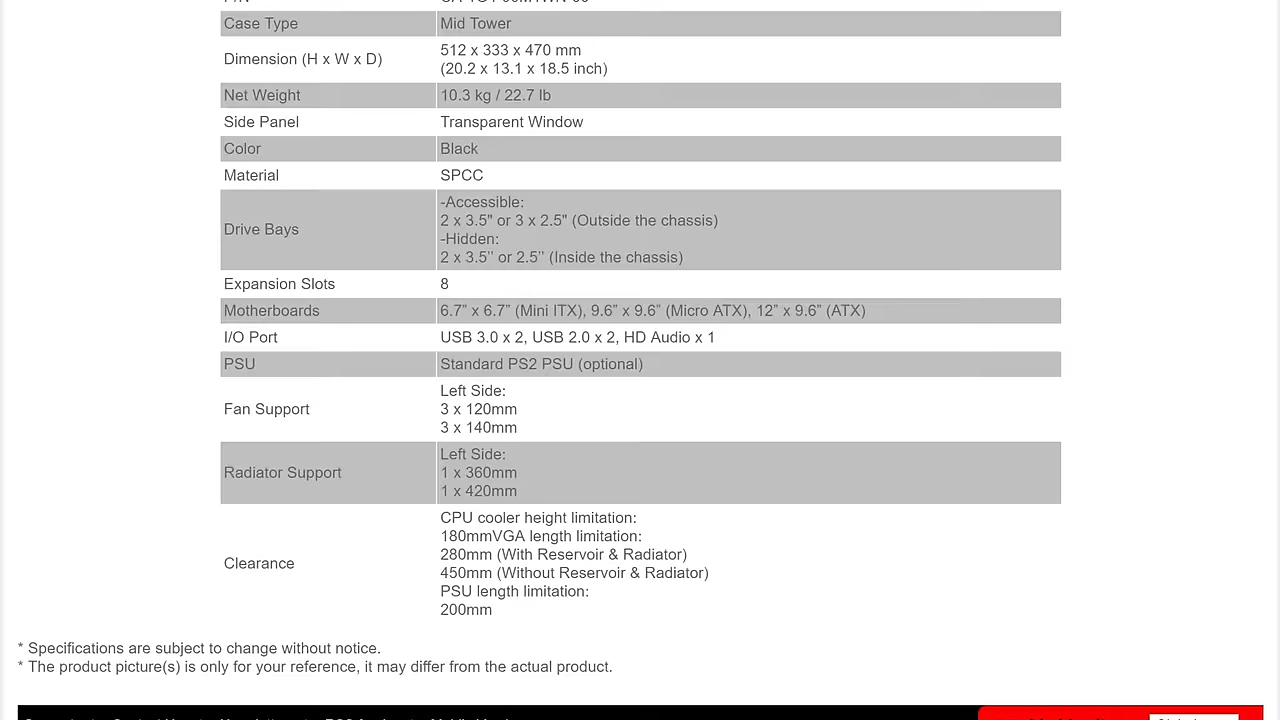 Case Type Mid Tower
Dimension (H x W x D) 512 x 333 x 470 mm
(20.2 x 13.1 x 18.5 inch)
Net Weight 10.3 kg / 22.7 lb
Side Panel Transparent Window
Color Black
Material SPCC
Drive Bays
-Accessible:
2 x 3.5" or 3 x 2.5" (Outside the chassis)
-Hidden:
2 x 3.5’’ or 2.5’’ (Inside the chassis)
Expansion Slots 8
Motherboards 6.7” x 6.7” (Mini ITX), 9.6” x 9.6” (Micro ATX), 12” x 9.6” (ATX)
I/O Port USB 3.0 x 2, USB 2.0 x 2, HD Audio x 1
PSU Standard PS2 PSU (optional)
Fan Support
Left Side:
3 x 120mm
3 x 140mm
Radiator Support
Left Side:
1 x 360mm
1 x 420mm
Clearance
CPU cooler height limitation:
180mmVGA length limitation:
280mm (With Reservoir & Radiator)
450mm (Without Reservoir & Radiator)
PSU length limitation:
200mm
* Specifications are subject to change without notice.
* The product picture(s) is only for your reference, it may differ from the actual product.